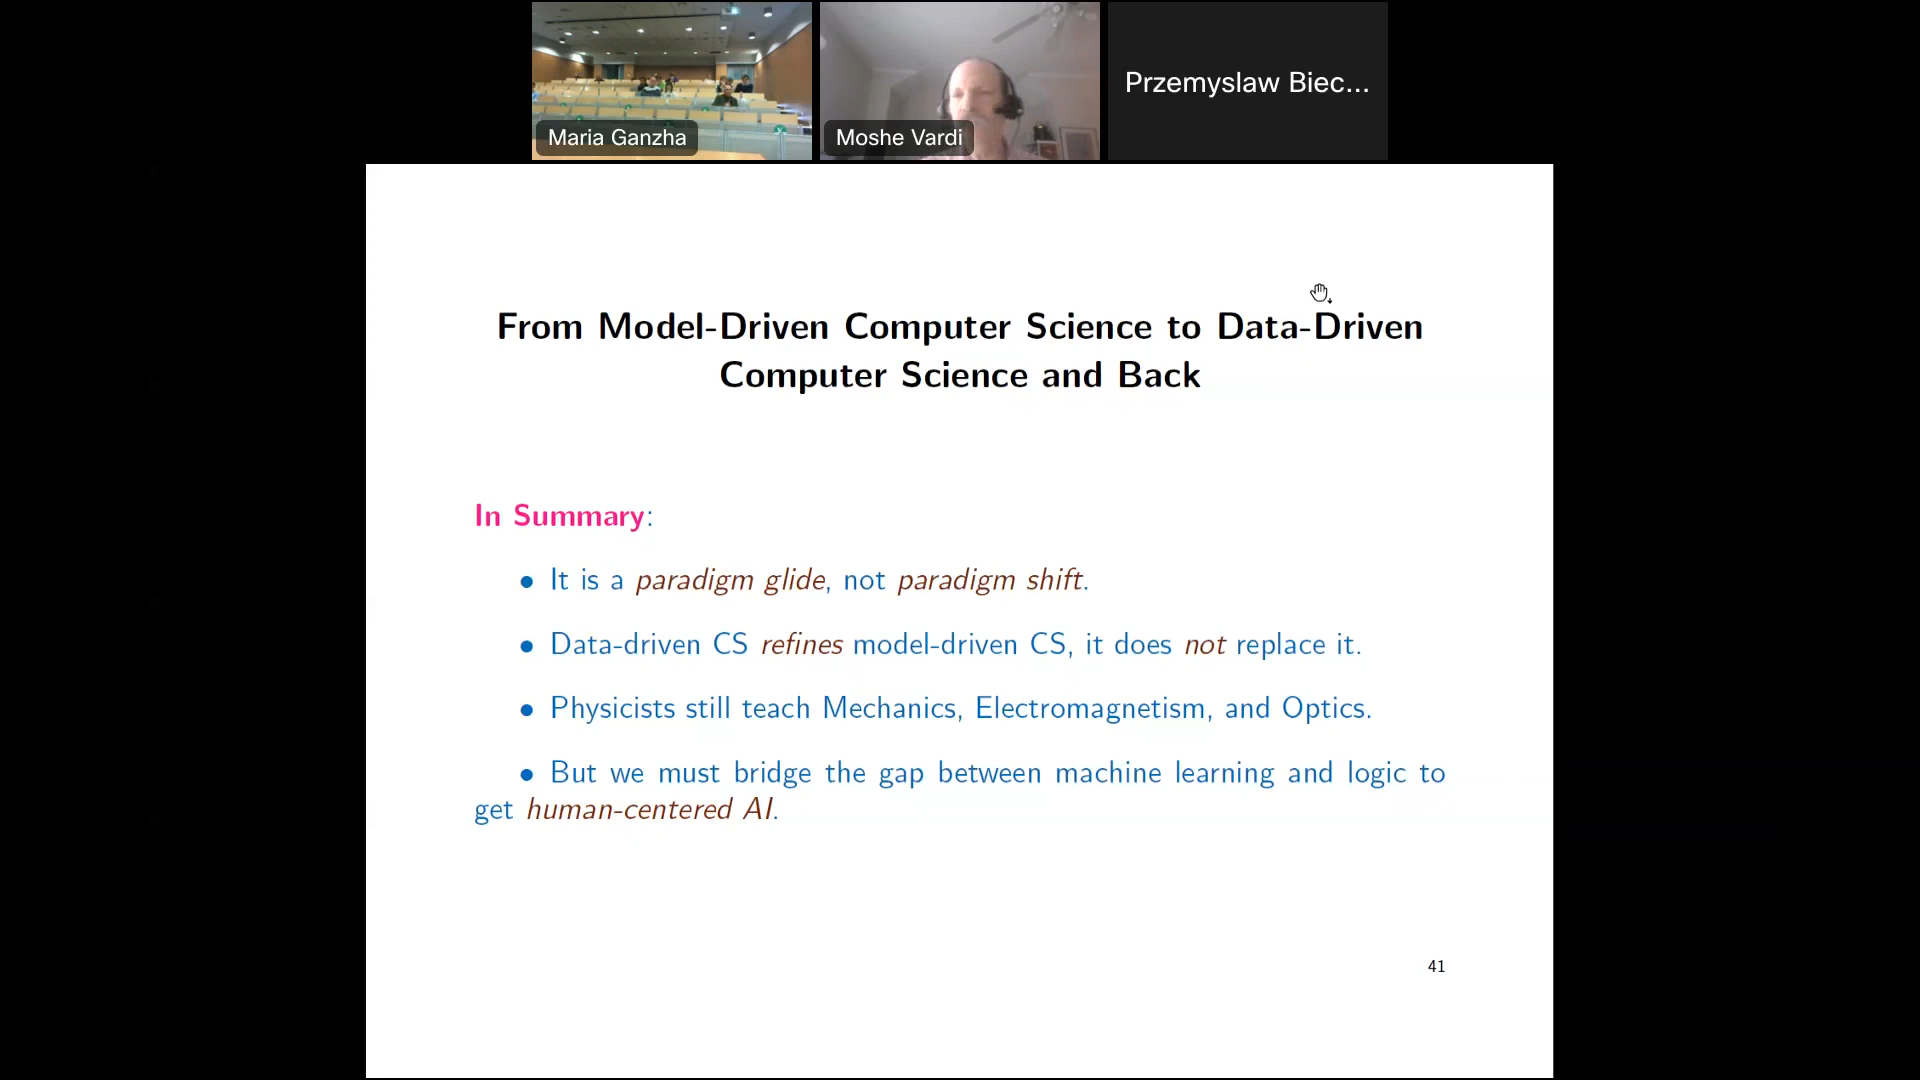 Maria Ganzha
Moshe Vardi
Przemyslaw Biec...
From Model-Driven Computer Science to Data-Driven
Computer Science and Back
In Summary:
• It is a paradigm glide, not paradigm shift.
• Data-driven CS refines model-driven CS, it does not replace it.
• Physicists still teach Mechanics, Electromagnetism, and Optics.
• But we must bridge the gap between machine learning and logic to
get human-centered AI.
41